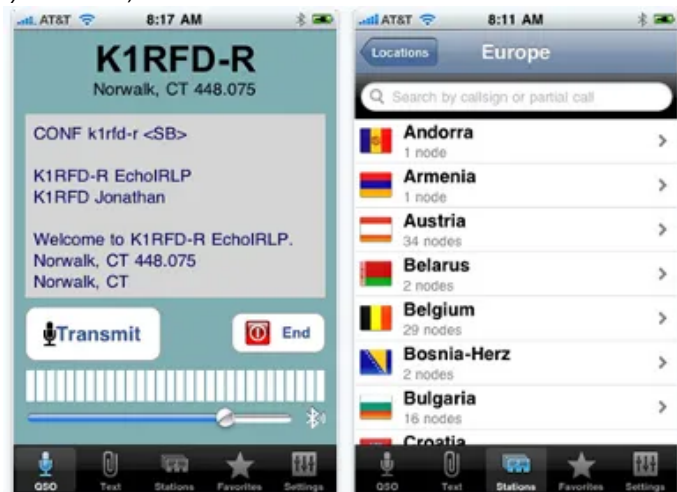 AT&T 8:17 AM
K1RFD-R
Norwalk, CT 448.075
CONF k1rfd-r <SB>
K1RFD-R EchoIRLP
K1RFD Jonathan
Welcome to K1RFD-R EchoIRLP.
Norwalk, CT 448.075
Norwalk, CT
Transmit
End
QSO Text Stations Favorites Settings
AT&T 8:11 AM
Locations Europe
Search by callsign or partial call
Andorra
1 node
Armenia
1 node
Austria
34 nodes
Belarus
2 nodes
Belgium
29 nodes
Bosnia-Herz
2 nodes
Bulgaria
16 nodes
Croatia
QSO Text Stations Favorites Settings